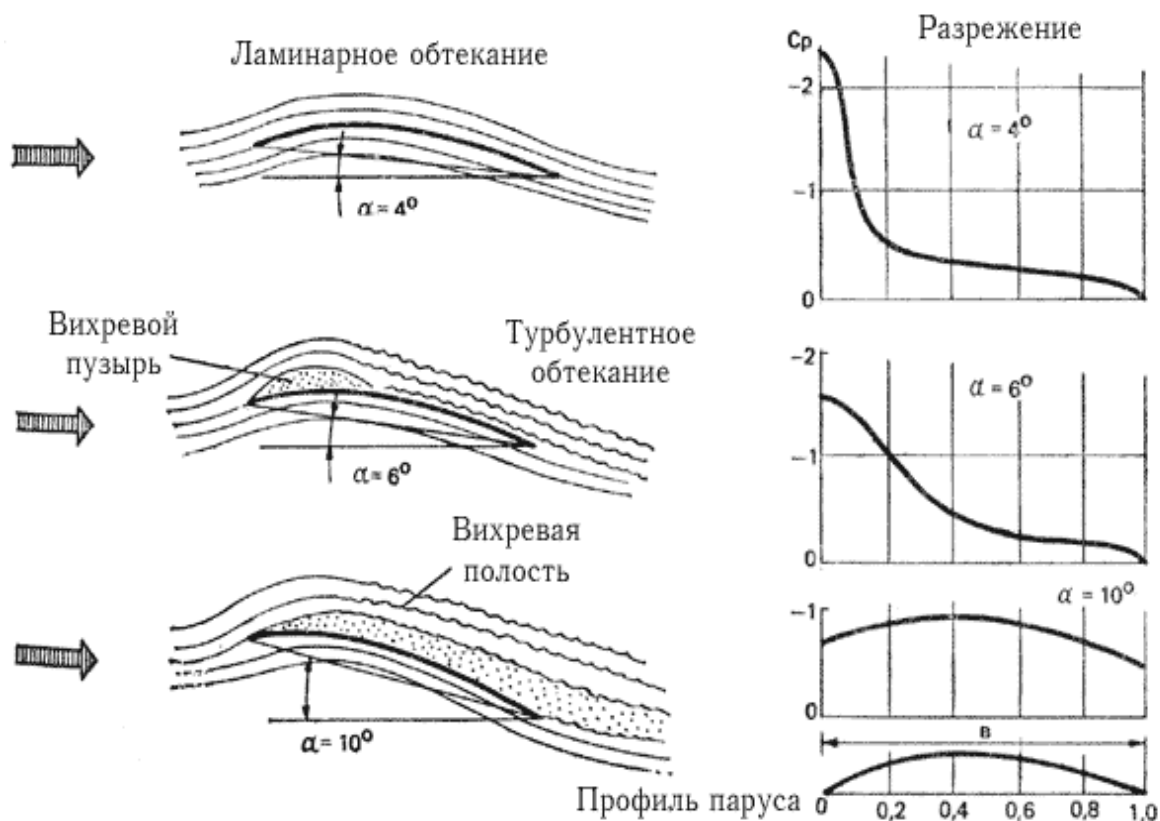 Ламинарное обтекание
α = 4°
Разрежение
Cp
-2
-1
0
α = 4°
Вихревой
пузырь
Турбулентное
обтекание
α = 6°
-2
-1
0
α = 6°
Вихревая
полость
α = 10°
-1
0
α = 10°
B
Профиль паруса
0 0,2 0,4 0,6 0,8 1,0